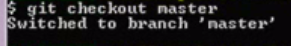 $ git checkout master
Switched to branch 'master'